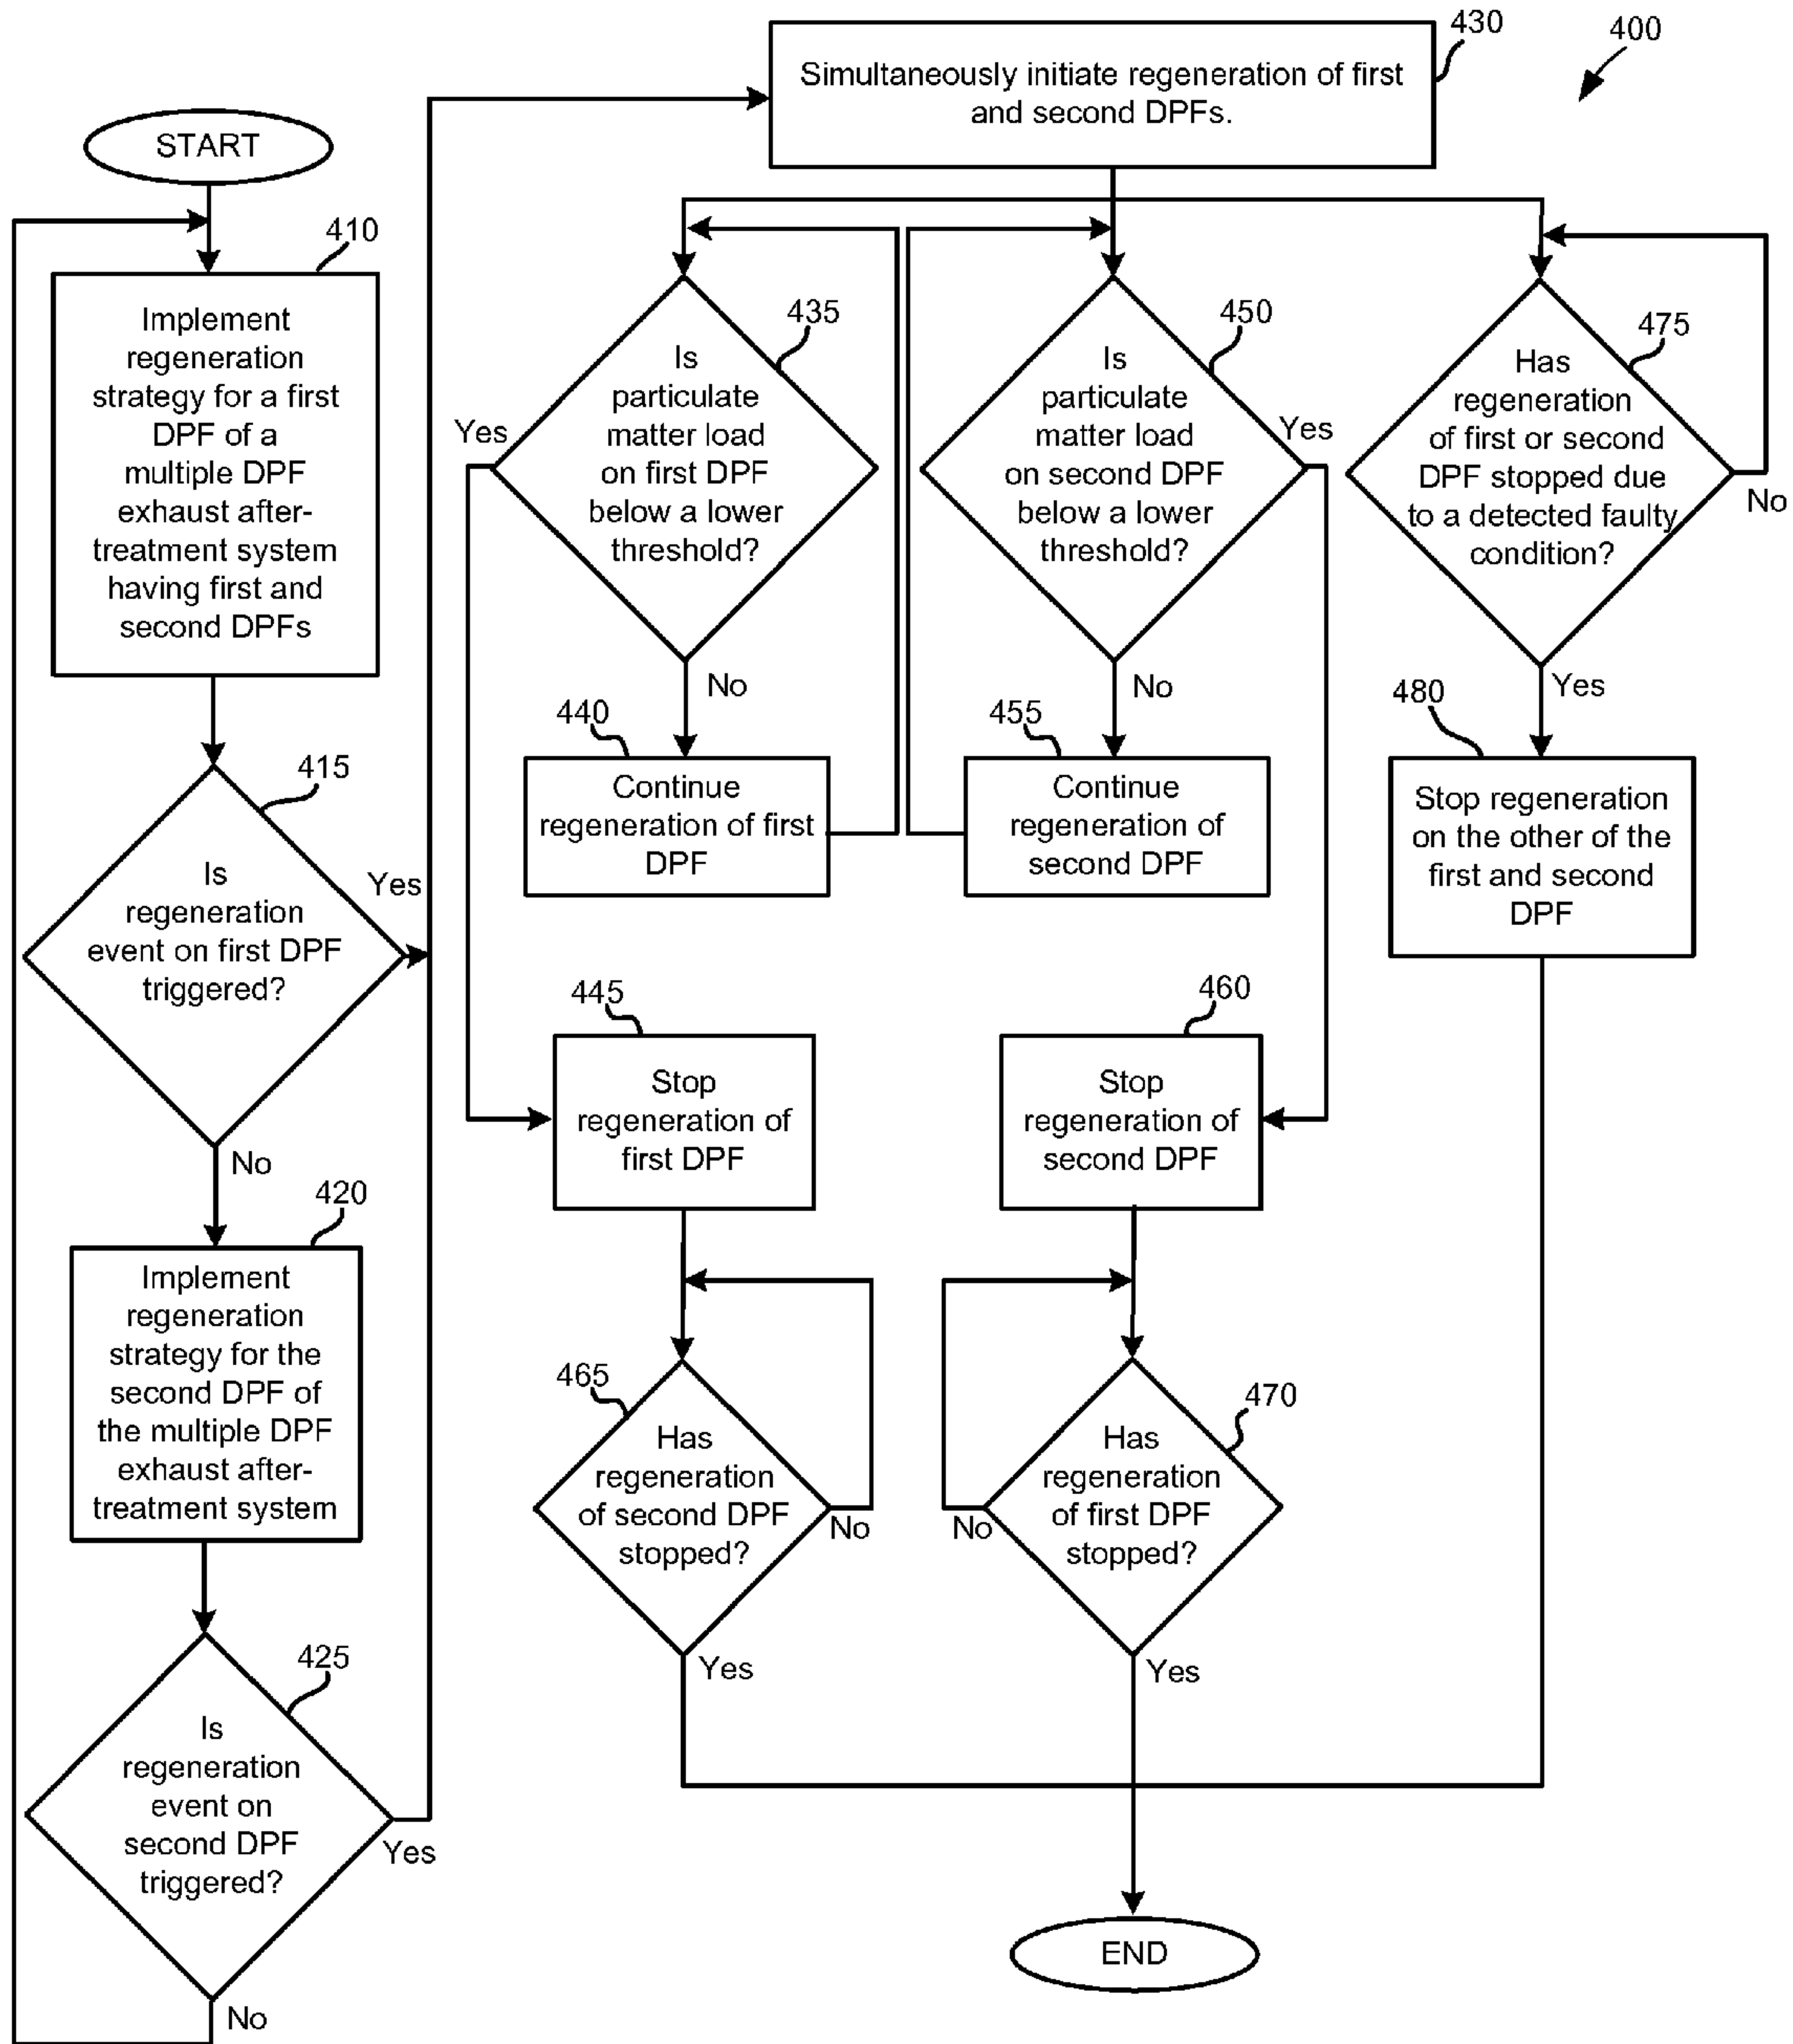 430
400
Simultaneously initiate regeneration of first
and second DPFs.
START
410
Implement
regeneration
strategy for a first
DPF of a
multiple DPF
exhaust after-
treatment system
having first and
second DPFs
415
Is
regeneration
event on first DPF
triggered?
Yes
No
420
Implement
regeneration
strategy for the
second DPF of
the multiple DPF
exhaust after-
treatment system
425
Is
regeneration
event on
second DPF
triggered?
Yes
No
435
Is
particulate
matter load
on first DPF
below a lower
threshold?
Yes
No
440
Continue
regeneration of first
DPF
445
Stop
regeneration of
first DPF
465
Has
regeneration
of second DPF
stopped?
No
Yes
450
Is
particulate
matter load
on second DPF
below a lower
threshold?
Yes
No
455
Continue
regeneration of
second DPF
460
Stop
regeneration of
second DPF
470
Has
regeneration
of first DPF
stopped?
No
Yes
475
Has
regeneration
of first or second
DPF stopped due
to a detected faulty
condition?
No
Yes
480
Stop regeneration
on the other of the
first and second
DPF
END